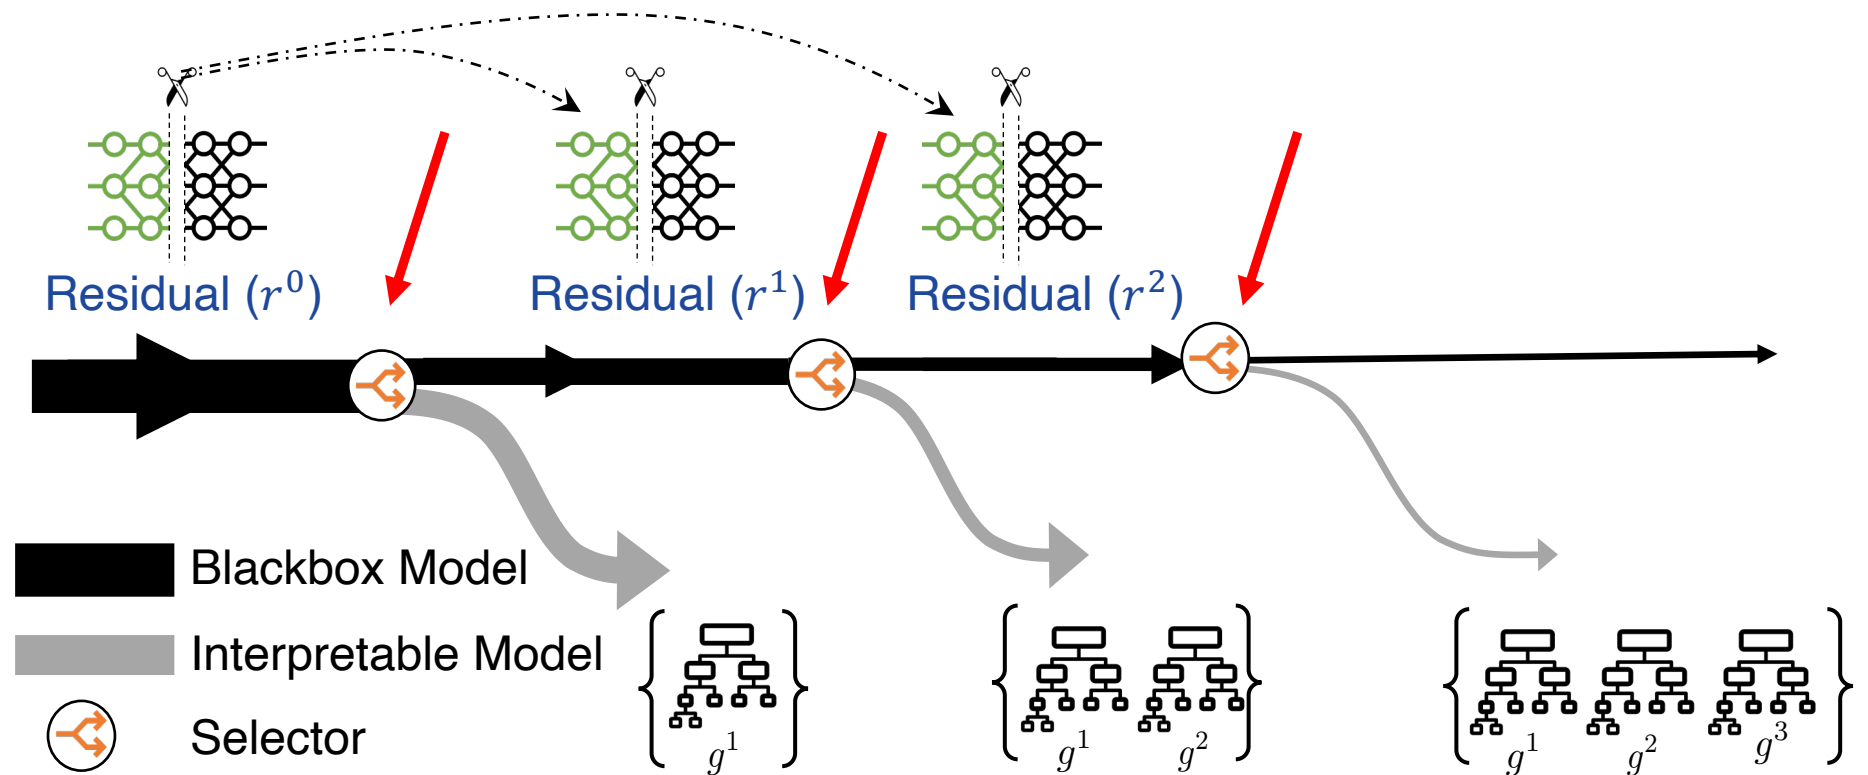 Residual (r⁰)
Residual (r¹)
Residual (r²)
Blackbox Model
Interpretable Model
Selector
g¹
g¹ g²
g¹ g² g³